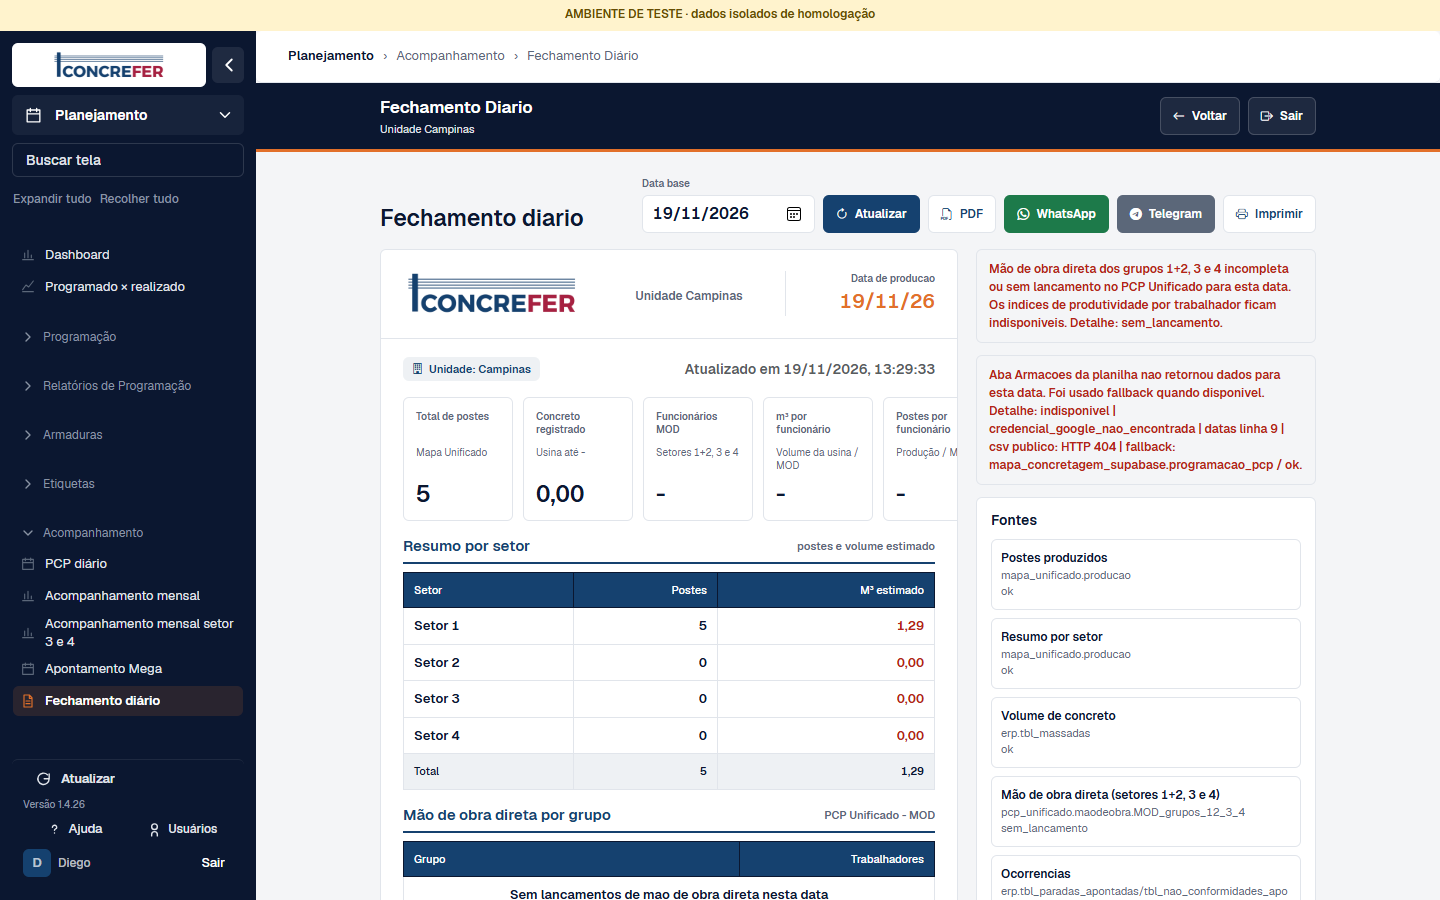 AMBIENTE DE TESTE · dados isolados de homologação
CONCREFER
Planejamento
Buscar tela
Expandir tudo Recolher tudo
Dashboard
Programado × realizado
Programação
Relatórios de Programação
Armaduras
Etiquetas
Acompanhamento
PCP diário
Acompanhamento mensal
Acompanhamento mensal setor
3 e 4
Apontamento Mega
Fechamento diário
Atualizar
Versão 1.4.26
? Ajuda
Usuários
D Diego
Sair
Planejamento › Acompanhamento › Fechamento Diário
Fechamento Diario
Unidade Campinas
Voltar
Sair
Fechamento diario
Data base
19/11/2026
Atualizar
PDF
WhatsApp
Telegram
Imprimir
CONCREFER
Unidade Campinas
Data de producao
19/11/26
Unidade: Campinas
Atualizado em 19/11/2026, 13:29:33
Total de postes
Mapa Unificado
5
Concreto
registrado
Usina até -
0,00
Funcionários
MOD
Setores 1+2, 3 e 4
-
m³ por
funcionário
Volume da usina /
MOD
-
Postes por
funcionário
Produção / M
-
Resumo por setor
postes e volume estimado
Setor Postes M³ estimado
Setor 1 5 1,29
Setor 2 0 0,00
Setor 3 0 0,00
Setor 4 0 0,00
Total 5 1,29
Mão de obra direta por grupo
PCP Unificado - MOD
Grupo Trabalhadores
Sem lancamentos de mao de obra direta nesta data
Mão de obra direta dos grupos 1+2, 3 e 4 incompleta
ou sem lancamento no PCP Unificado para esta data.
Os indices de produtividade por trabalhador ficam
indisponiveis. Detalhe: sem_lancamento.
Aba Armacoes da planilha nao retornou dados para
esta data. Foi usado fallback quando disponivel.
Detalhe: indisponivel |
credencial_google_nao_encontrada | datas linha 9 |
csv publico: HTTP 404 | fallback:
mapa_concretagem_supabase.programacao_pcp / ok.
Fontes
Postes produzidos
mapa_unificado.producao
ok
Resumo por setor
mapa_unificado.producao
ok
Volume de concreto
erp.tbl_massadas
ok
Mão de obra direta (setores 1+2, 3 e 4)
pcp_unificado.maodeobra.MOD_grupos_12_3_4
sem_lancamento
Ocorrencias
erp.tbl_paradas_apontadas/tbl_nao_conformidades_apo